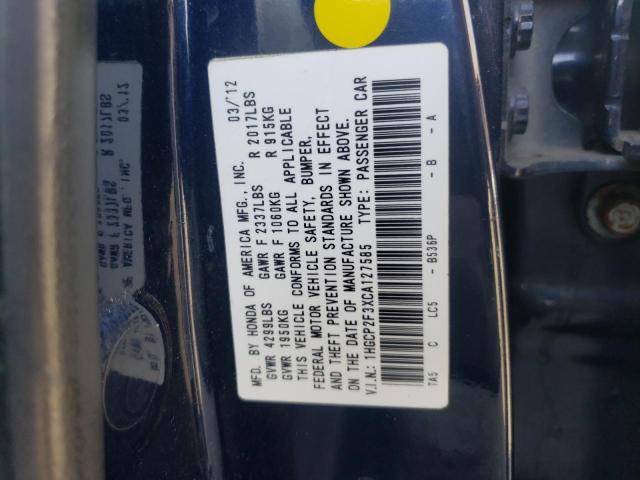 MFD. BY HONDA OF AMERICA MFG., INC. 03/12
GVWR 4299LBS GAWR F 2337LBS R 2017LBS
GVWR 1950KG GAWR F 1060KG R 915KG
THIS VEHICLE CONFORMS TO ALL APPLICABLE
FEDERAL MOTOR VEHICLE SAFETY, BUMPER,
AND THEFT PREVENTION STANDARDS IN EFFECT
ON THE DATE OF MANUFACTURE SHOWN ABOVE.
V.I.N.: 1HGCP2F3XCA127585 TYPE: PASSENGER CAR
TA5 C LC5 - B536P - B - A